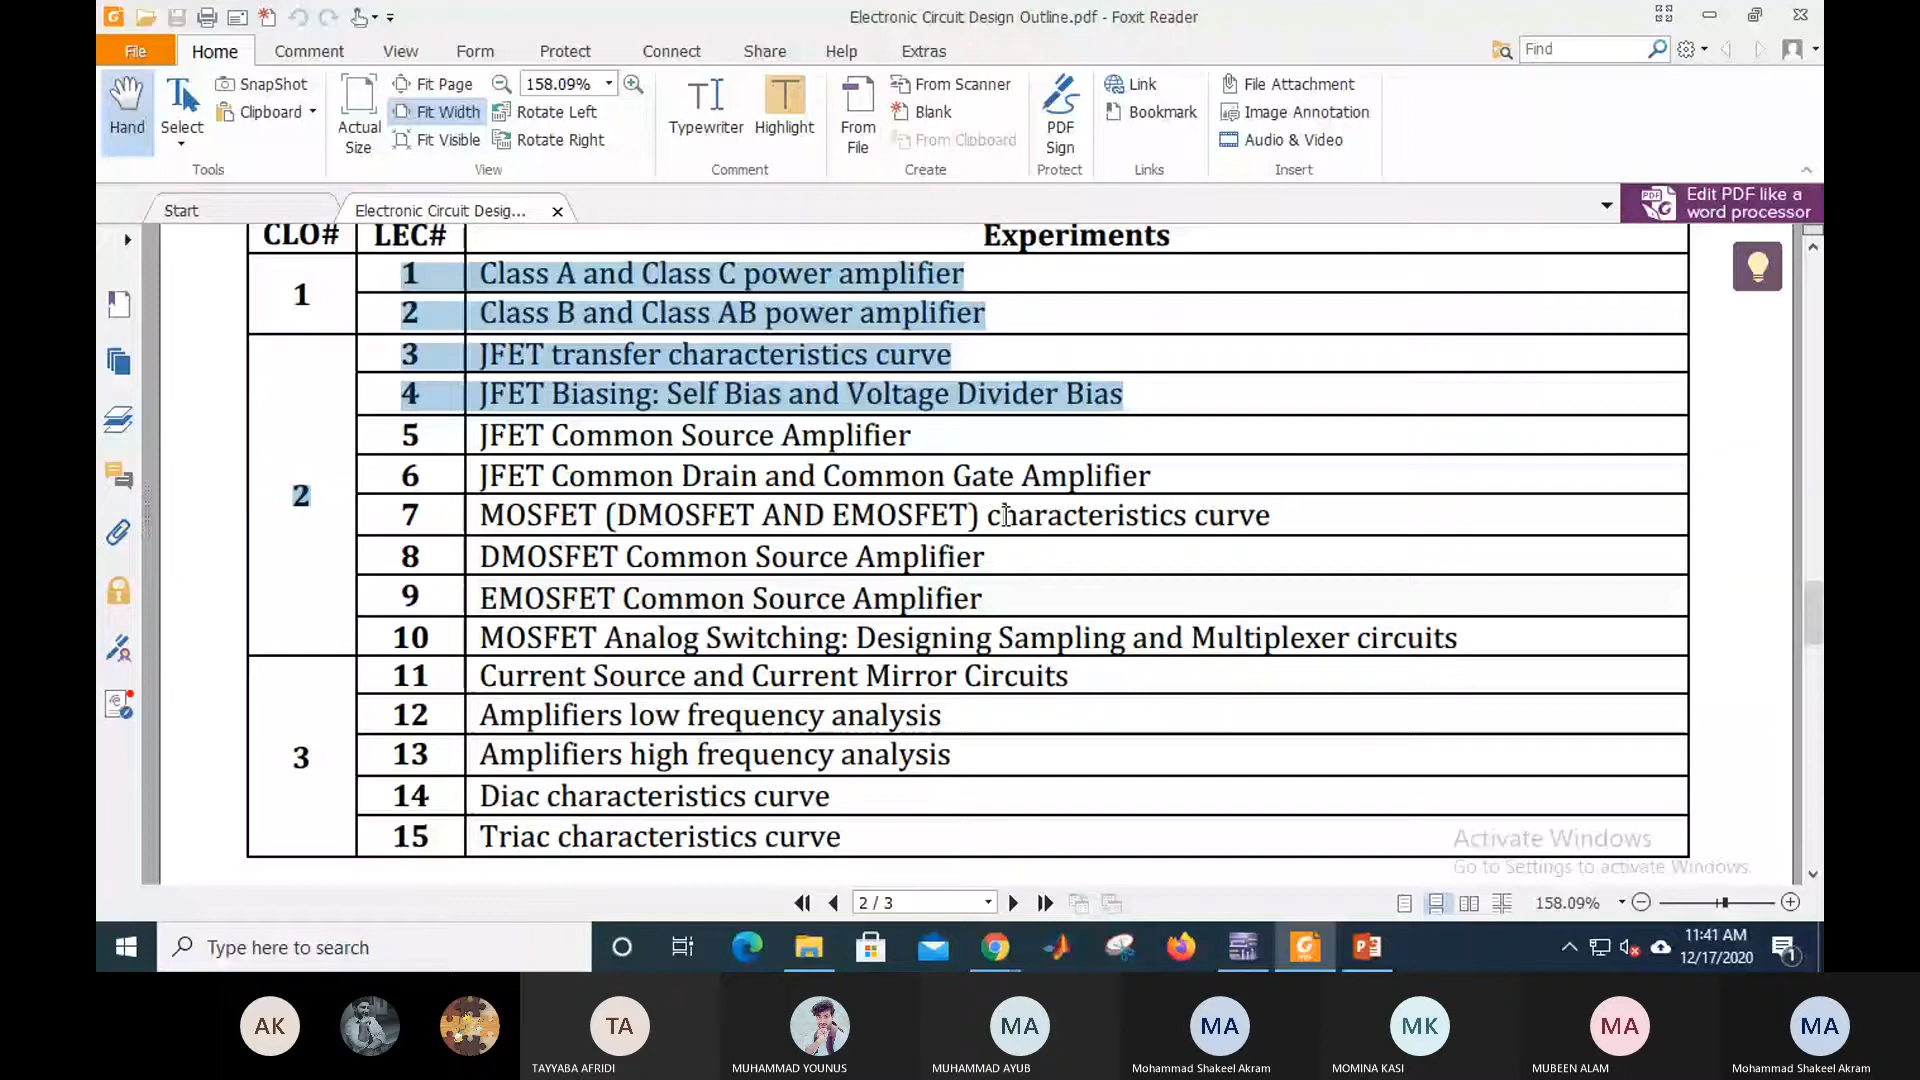 Electronic Circuit Design Outline.pdf - Foxit Reader
File Home Comment View Form Protect Connect Share Help Extras Find
Hand
Select
SnapShot
Clipboard
Tools
Actual Size
Fit Page
Fit Width
Fit Visible
158.09%
Rotate Left
Rotate Right
View
Typewriter
Highlight
Comment
From File
From Scanner
Blank
From Clipboard
Create
PDF Sign
Protect
Link
Bookmark
Links
File Attachment
Image Annotation
Audio & Video
Insert
Start
Electronic Circuit Desig...
Edit PDF like a
word processor
CLO# LEC# Experiments
1
1 Class A and Class C power amplifier
2 Class B and Class AB power amplifier
2
3 JFET transfer characteristics curve
4 JFET Biasing: Self Bias and Voltage Divider Bias
5 JFET Common Source Amplifier
6 JFET Common Drain and Common Gate Amplifier
7 MOSFET (DMOSFET AND EMOSFET) characteristics curve
8 DMOSFET Common Source Amplifier
9 EMOSFET Common Source Amplifier
10 MOSFET Analog Switching: Designing Sampling and Multiplexer circuits
3
11 Current Source and Current Mirror Circuits
12 Amplifiers low frequency analysis
13 Amplifiers high frequency analysis
14 Diac characteristics curve
15 Triac characteristics curve
Activate Windows
Go to Settings to activate Windows.
2 / 3
158.09%
Type here to search
11:41 AM
12/17/2020
1
AK
TA
MA
MA
MK
MA
MA
TAYYABA AFRIDI
MUHAMMAD YOUNUS
MUHAMMAD AYUB
Mohammad Shakeel Akram
MOMINA KASI
MUBEEN ALAM
Mohammad Shakeel Akram